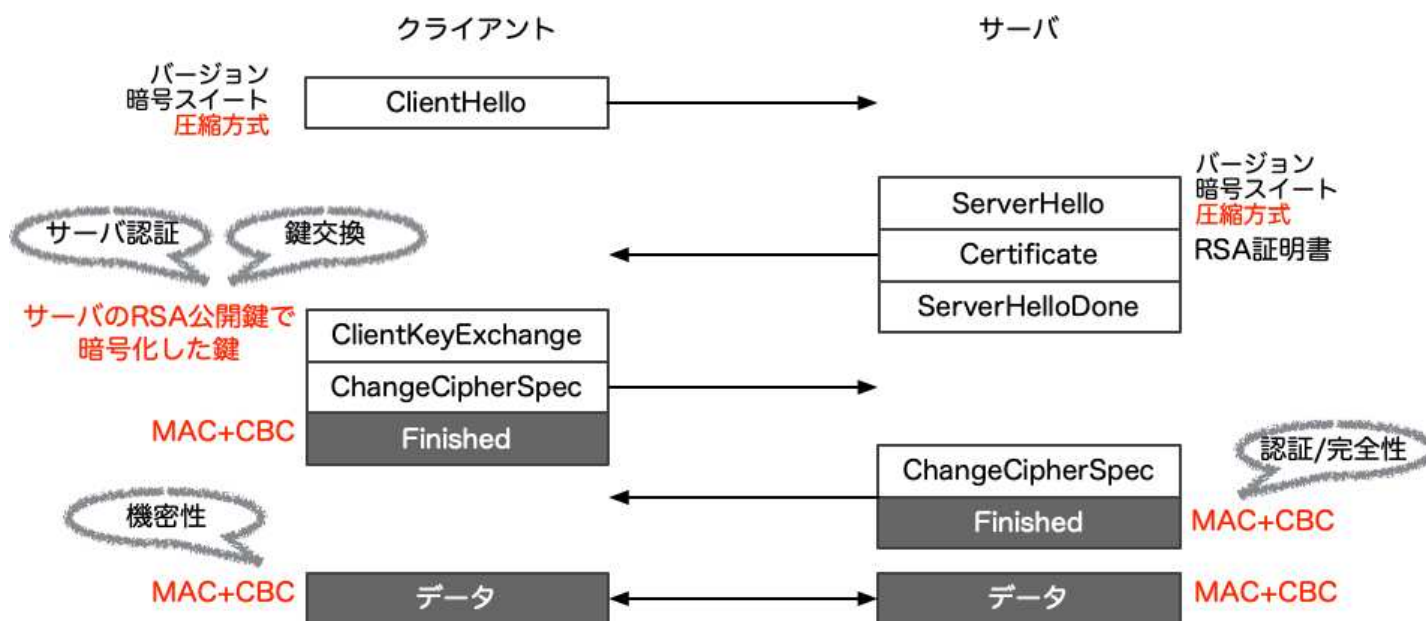 クライアント
サーバ
バージョン
暗号スイート
圧縮方式
ClientHello
バージョン
暗号スイート
圧縮方式
ServerHello
Certificate
RSA証明書
ServerHelloDone
サーバ認証
鍵交換
サーバのRSA公開鍵で
暗号化した鍵
ClientKeyExchange
ChangeCipherSpec
MAC+CBC
Finished
ChangeCipherSpec
認証/完全性
Finished
MAC+CBC
機密性
MAC+CBC
データ
データ
MAC+CBC